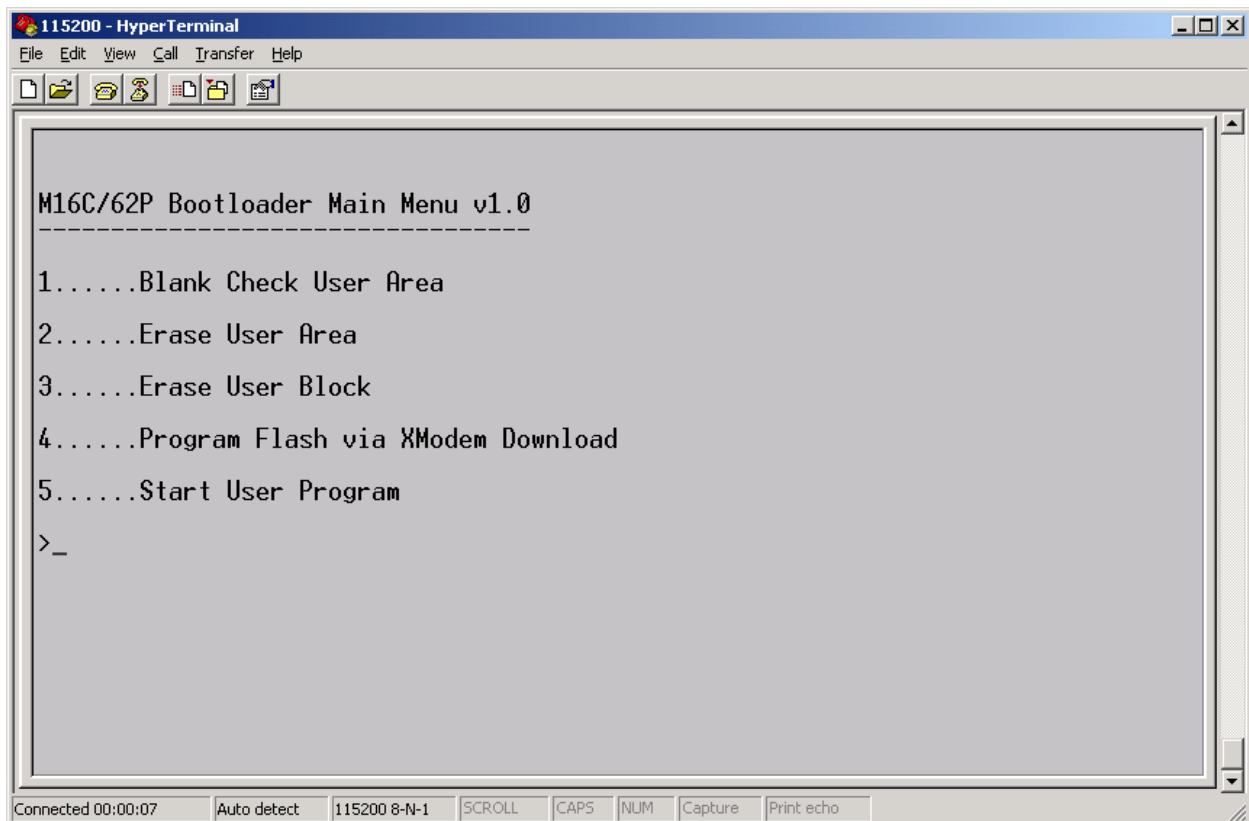 115200 - HyperTerminal
File Edit View Call Transfer Help
M16C/62P Bootloader Main Menu v1.0
----------------------------------
1......Blank Check User Area
2......Erase User Area
3......Erase User Block
4......Program Flash via XModem Download
5......Start User Program
>_
Connected 00:00:07 Auto detect 115200 8-N-1 SCROLL CAPS NUM Capture Print echo